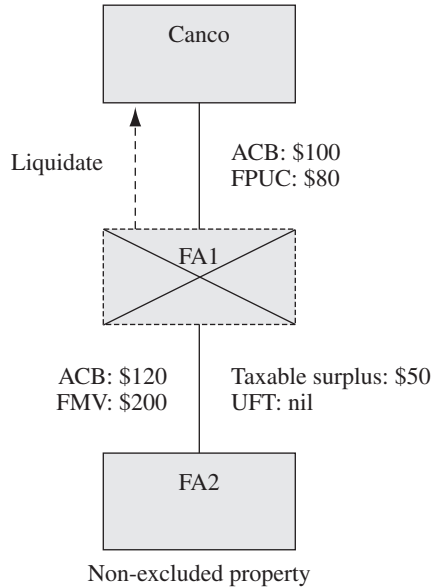 Canco
Liquidate
ACB: $100
FPUC: $80
FA1
ACB: $120
FMV: $200
Taxable surplus: $50
UFT: nil
FA2
Non-excluded property